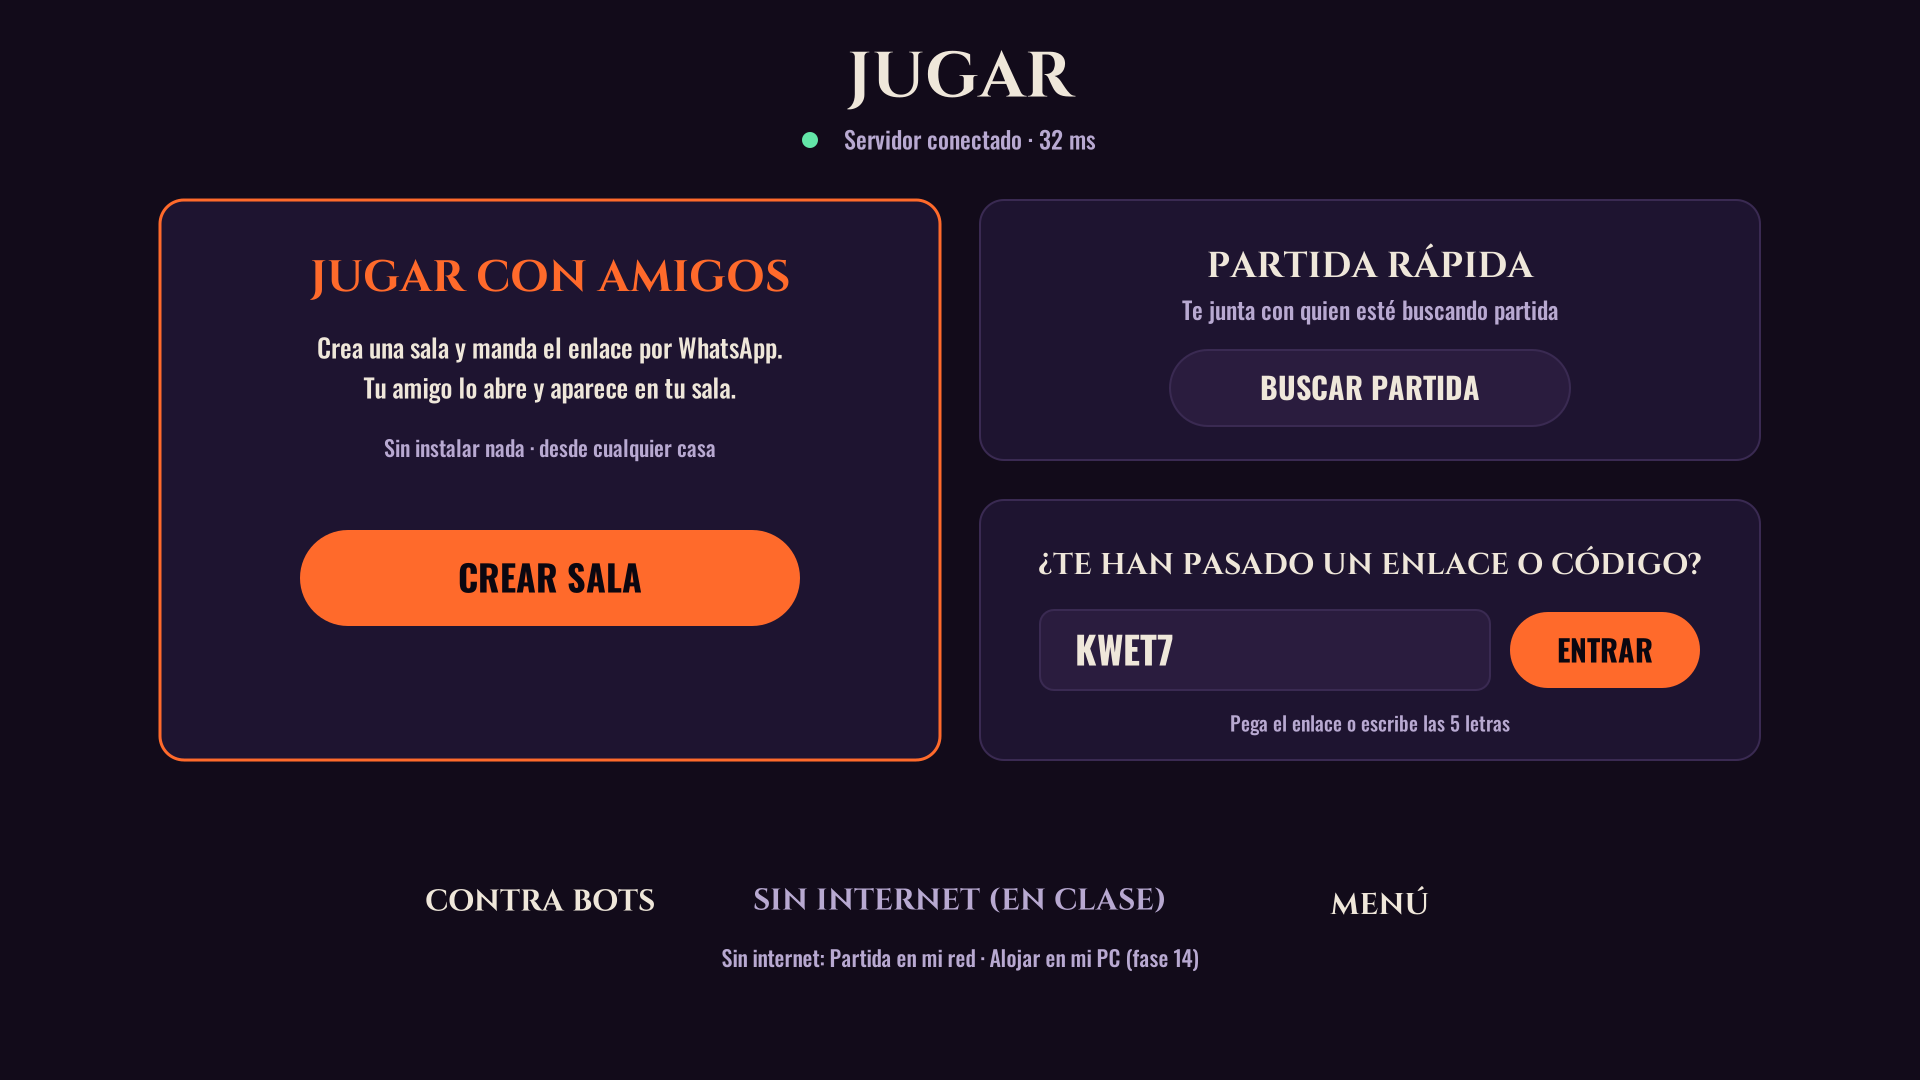 JUGAR
Servidor conectado · 32 ms
JUGAR CON AMIGOS
Crea una sala y manda el enlace por WhatsApp.
Tu amigo lo abre y aparece en tu sala.
Sin instalar nada · desde cualquier casa
CREAR SALA
PARTIDA RÁPIDA
Te junta con quien esté buscando partida
BUSCAR PARTIDA
¿TE HAN PASADO UN ENLACE O CÓDIGO?
KWET7
ENTRAR
Pega el enlace o escribe las 5 letras
CONTRA BOTS
SIN INTERNET (EN CLASE)
MENÚ
Sin internet: Partida en mi red · Alojar en mi PC (fase 14)